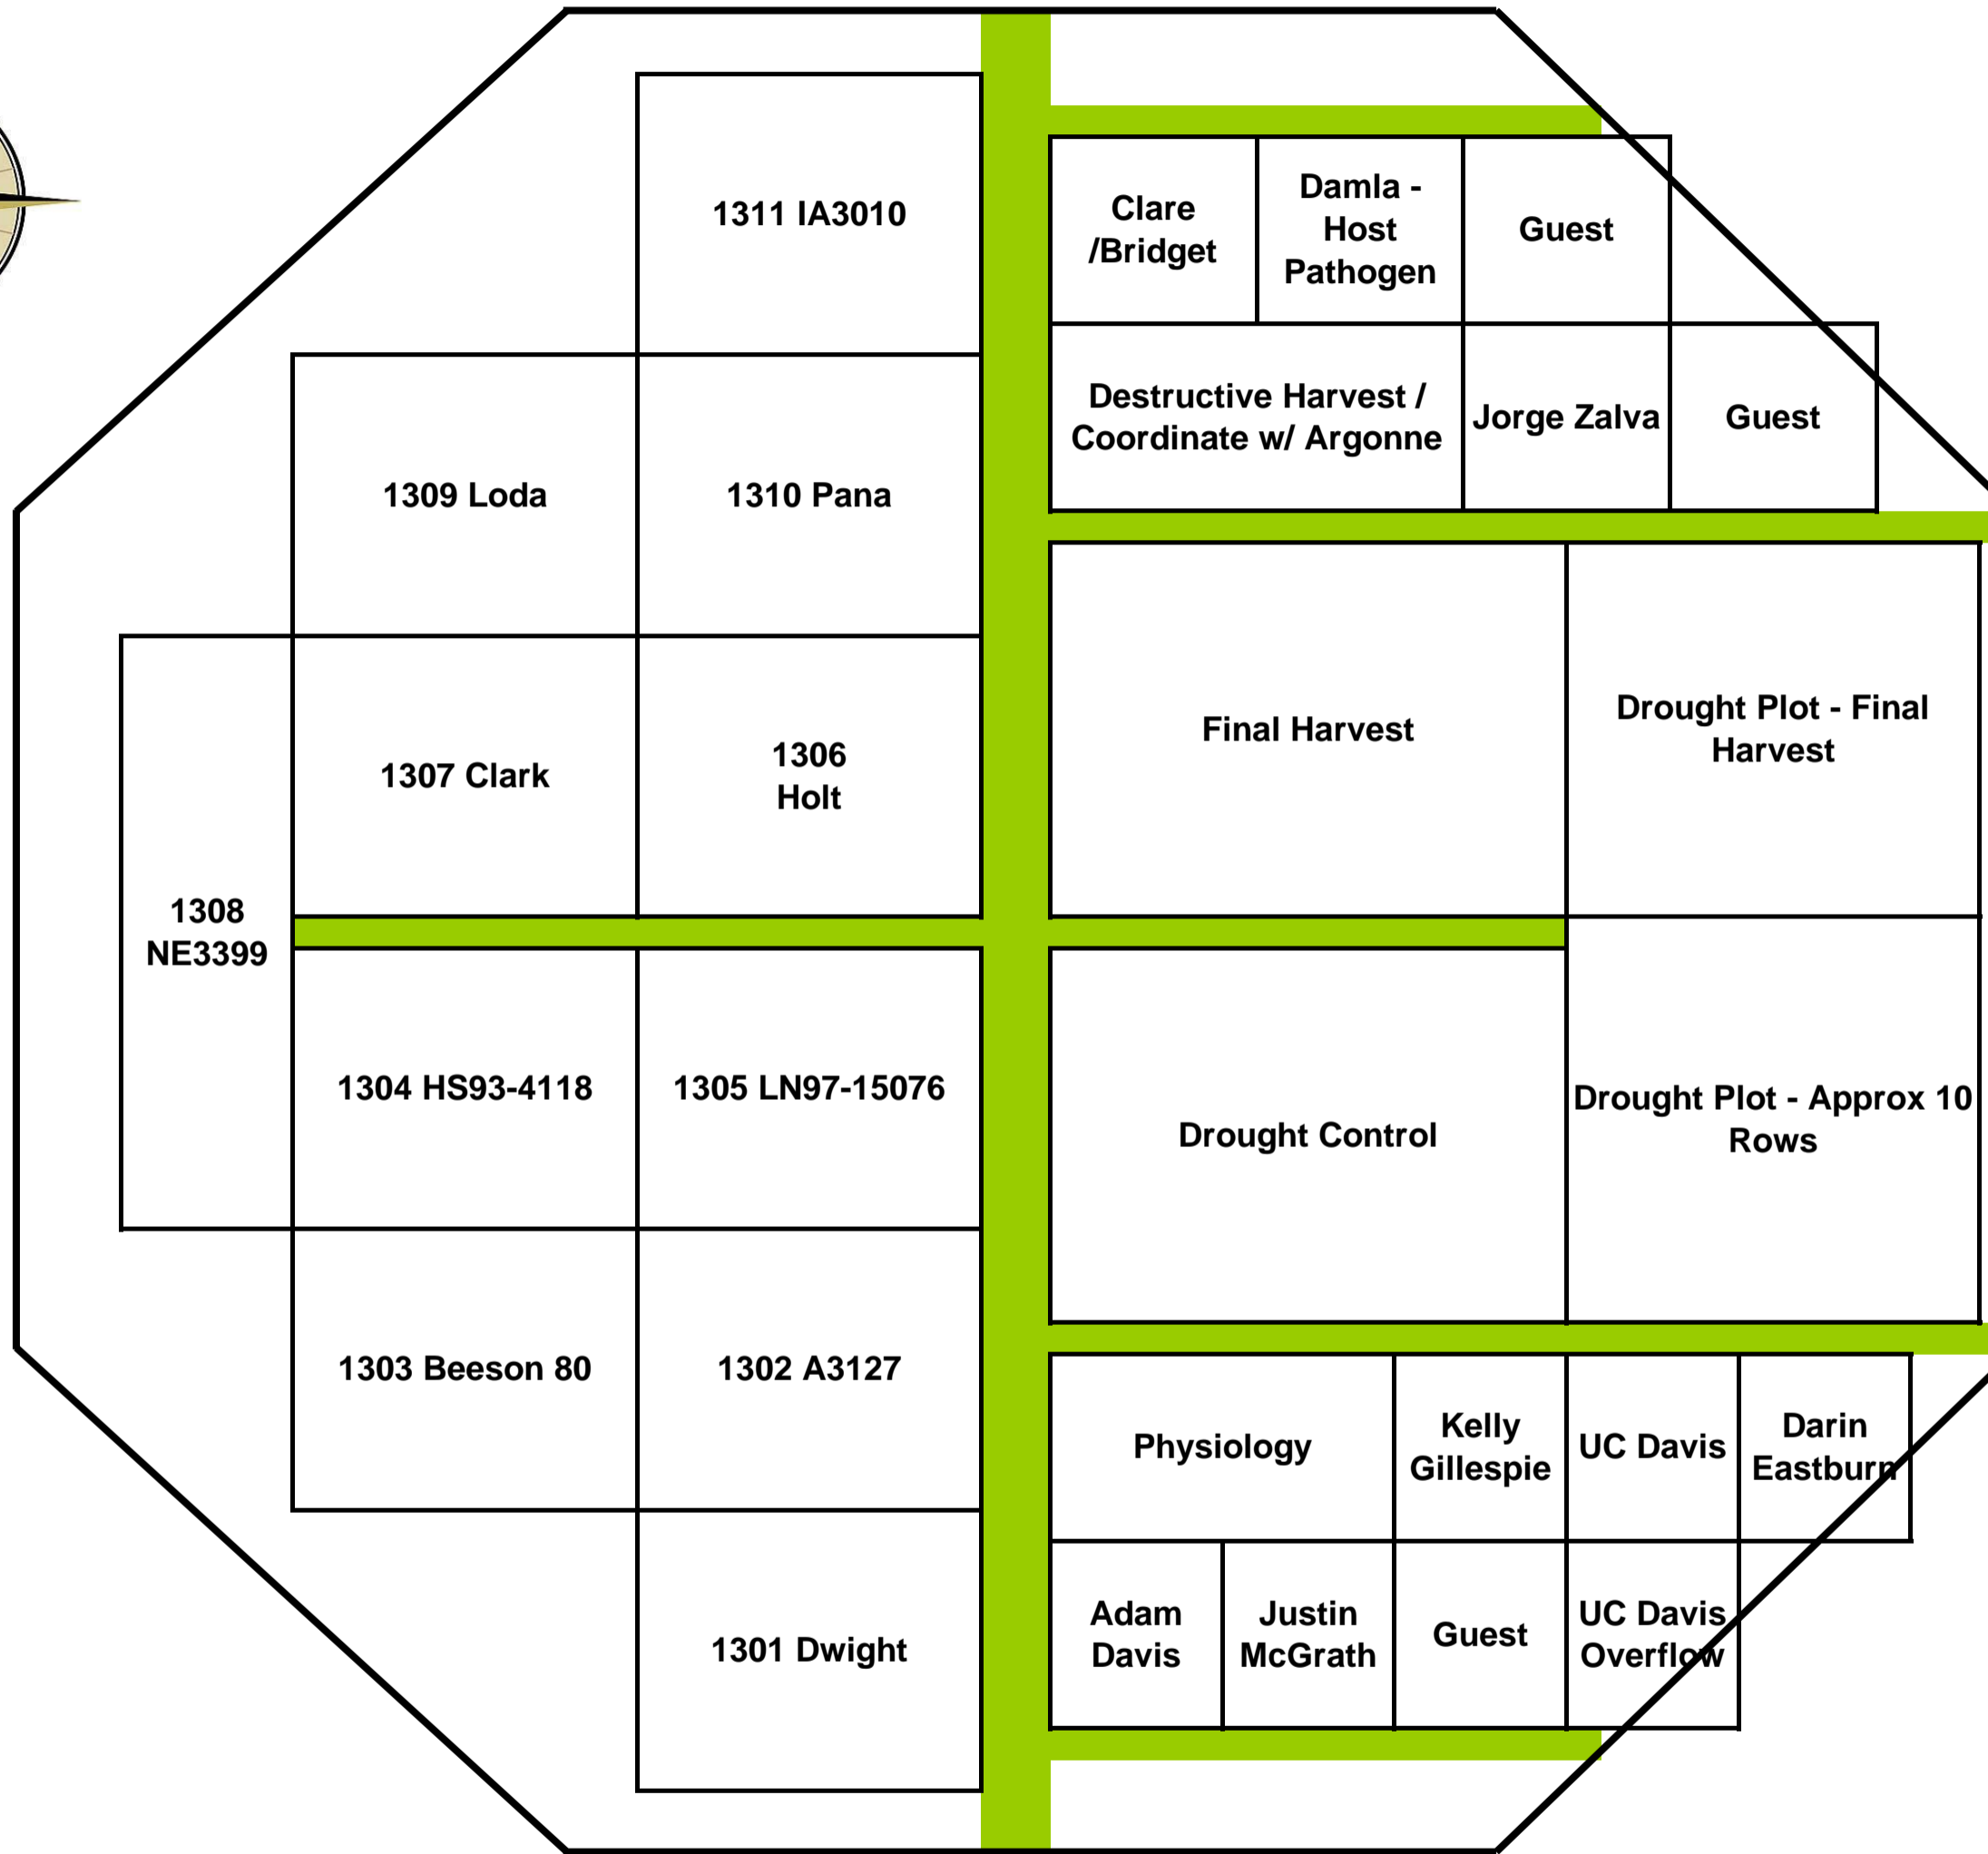 1311 IA3010
Clare
/Bridget
Damla -
Host
Pathogen
Guest
1309 Loda
1310 Pana
Destructive Harvest /
Coordinate w/ Argonne
Jorge Zalva
Guest
1308
NE3399
1307 Clark
1306
Holt
Final Harvest
Drought Plot - Final
Harvest
1304 HS93-4118
1305 LN97-15076
Drought Control
Drought Plot - Approx 10
Rows
1303 Beeson 80
1302 A3127
Physiology
Kelly
Gillespie
UC Davis
Darin
Eastburn
1301 Dwight
Adam
Davis
Justin
McGrath
Guest
UC Davis
Overflow